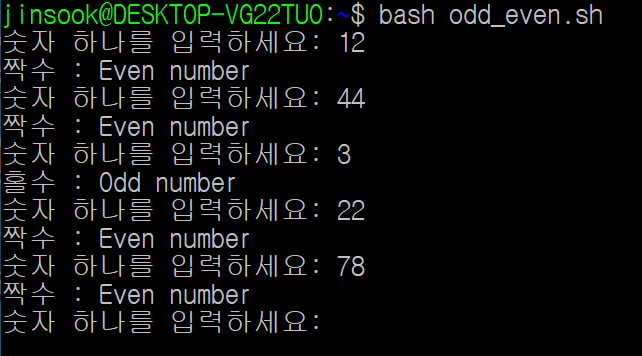 jinsook@DESKTOP-VG22TU0:~$ bash odd_even.sh
숫자 하나를 입력하세요: 12
짝수 : Even number
숫자 하나를 입력하세요: 44
짝수 : Even number
숫자 하나를 입력하세요: 3
홀수 : Odd number
숫자 하나를 입력하세요: 22
짝수 : Even number
숫자 하나를 입력하세요: 78
짝수 : Even number
숫자 하나를 입력하세요: